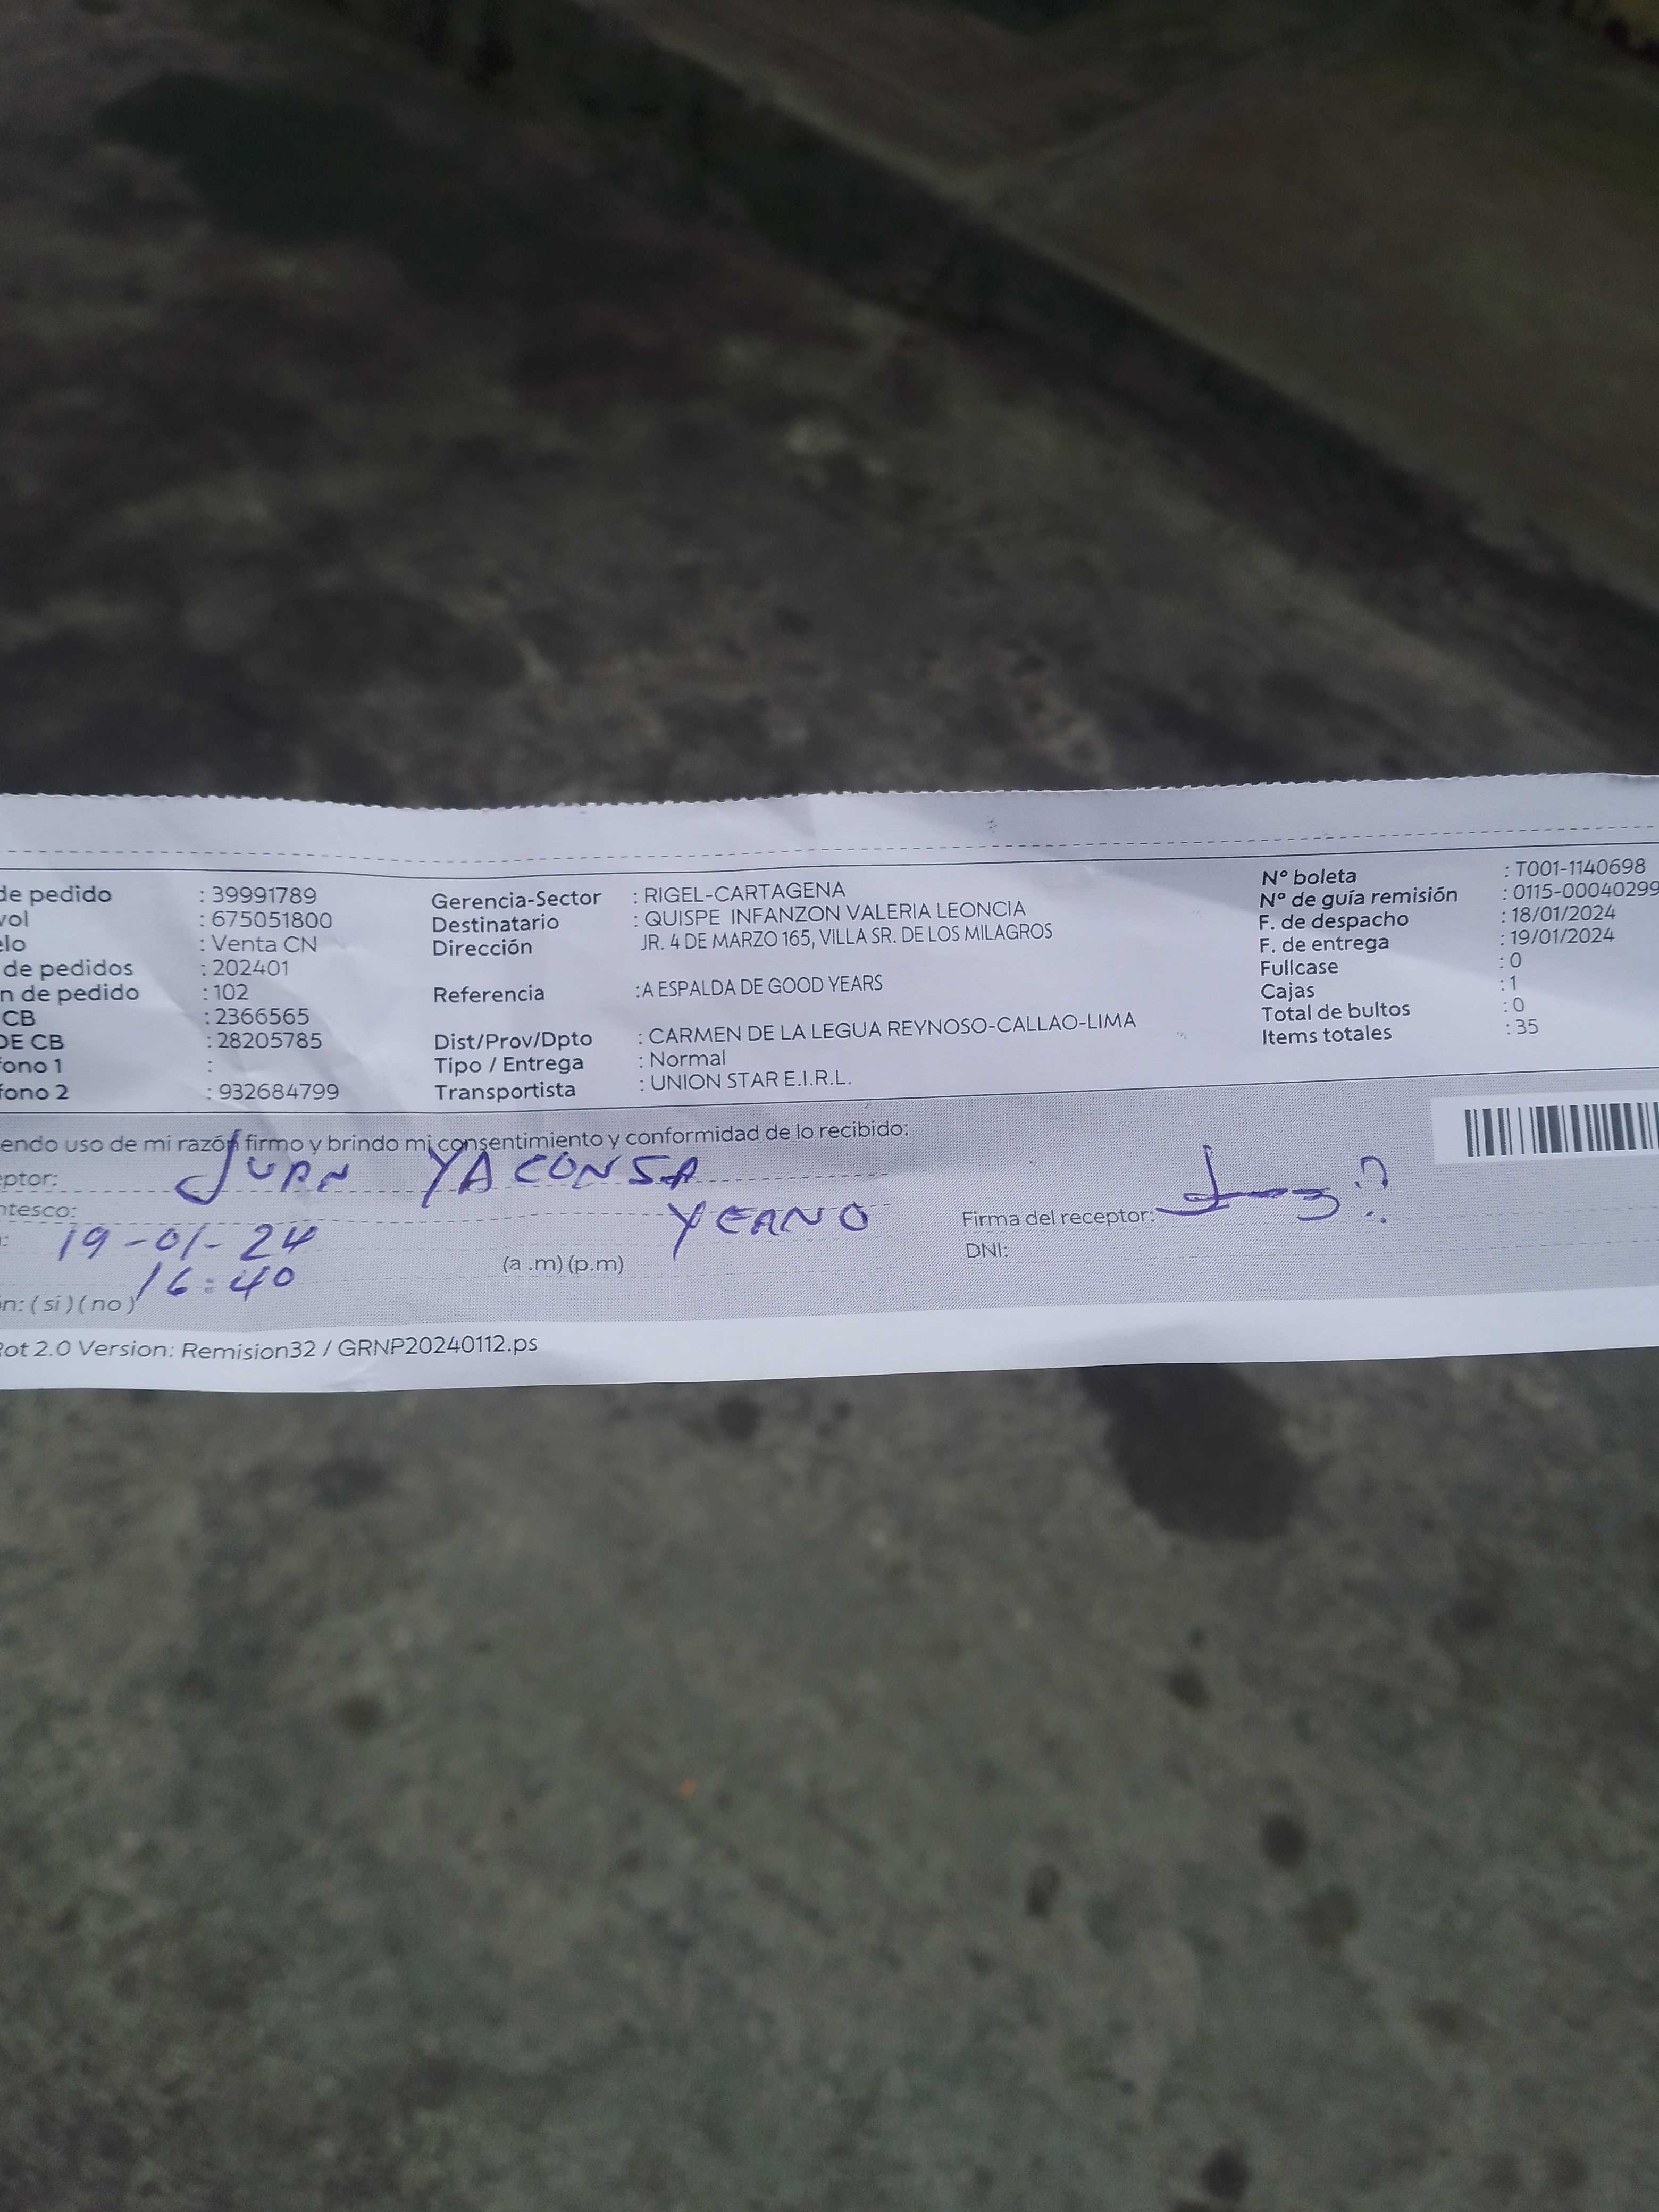 de pedido : 39991789 Gerencia-Sector : RIGEL-CARTAGENA Nº boleta : T001-1140698
vol : 675051800 Destinatario : QUISPE INFANZON VALERIA LEONCIA Nº de guía remisión : 0115-00040299
elo : Venta CN Dirección JR. 4 DE MARZO 165, VILLA SR. DE LOS MILAGROS F. de despacho : 18/01/2024
de pedidos : 202401 F. de entrega : 19/01/2024
n de pedido : 102 Referencia :A ESPALDA DE GOOD YEARS Fullcase : 0
CB : 2366565 Cajas : 1
DE CB : 28205785 Dist/Prov/Dpto : CARMEN DE LA LEGUA REYNOSO-CALLAO-LIMA Total de bultos : 0
fono 1 : Tipo / Entrega : Normal Items totales : 35
fono 2 : 932684799 Transportista : UNION STAR E.I.R.L.
endo uso de mi razón firmo y brindo mi consentimiento y conformidad de lo recibido:
eptor: JUAN YACONSA
ntesco: YERNO Firma del receptor:
: 19-01-24 DNI:
16:40 (a .m) (p.m)
n: ( si ) ( no )
Rot 2.0 Version: Remision32 / GRNP20240112.ps